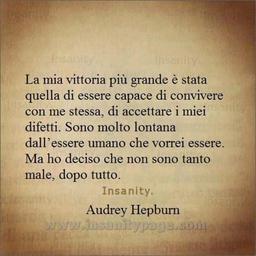 La mia vittoria più grande è stata
quella di essere capace di convivere
con me stessa, di accettare i miei
difetti. Sono molto lontana
dall'essere umano che vorrei essere.
Ma ho deciso che non sono tanto
male, dopo tutto.
Insanity.
Audrey Hepburn
www.insanitypage.com